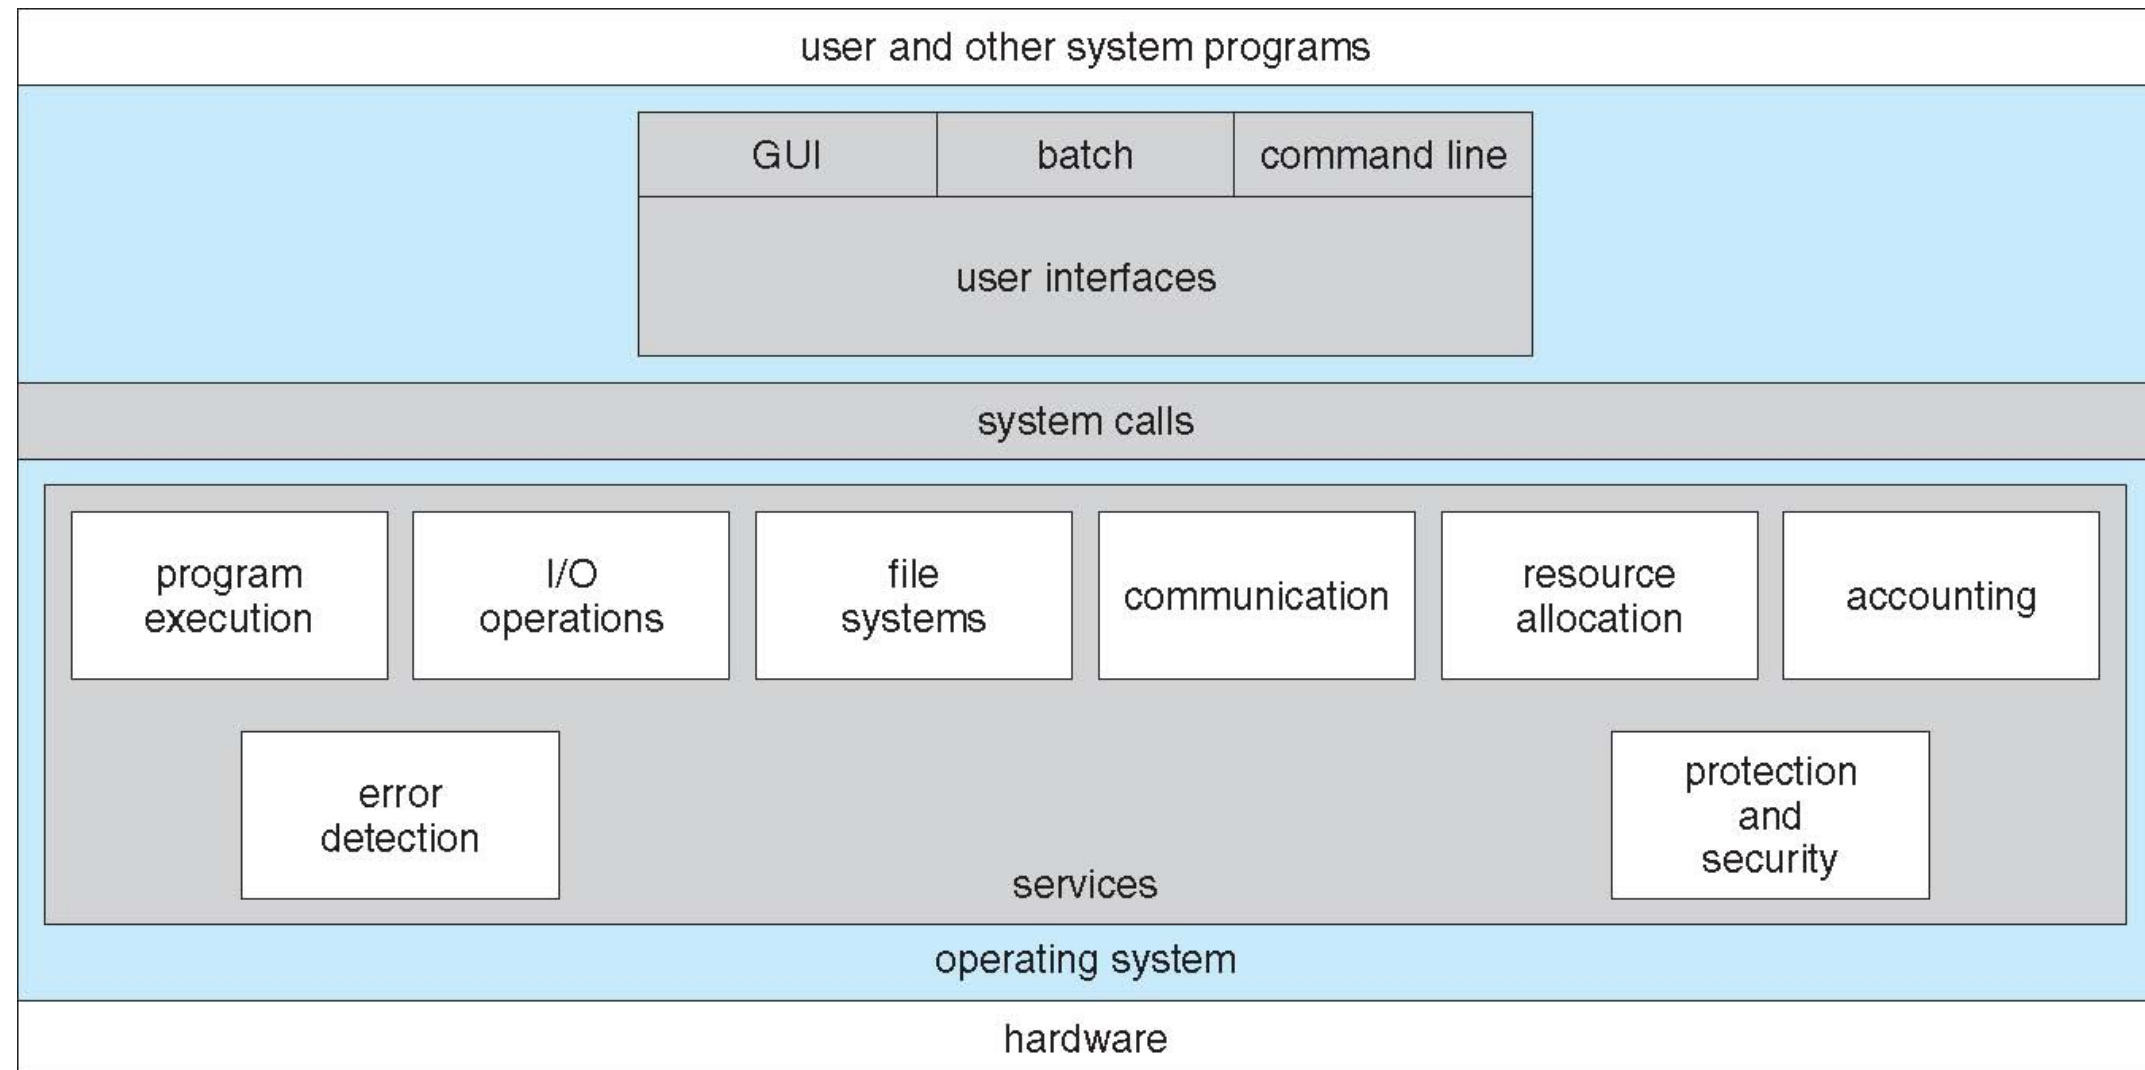 user and other system programs
GUI
batch
command line
user interfaces
system calls
program
execution
I/O
operations
file
systems
communication
resource
allocation
accounting
error
detection
protection
and
security
services
operating system
hardware